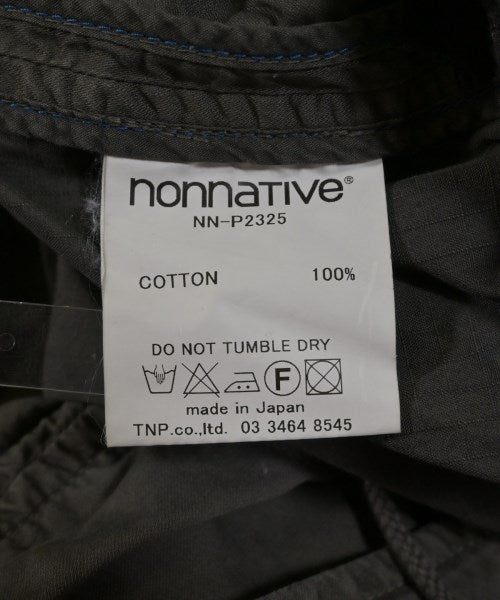 nonnative®
NN-P2325
COTTON 100%
DO NOT TUMBLE DRY
F
made in Japan
TNP.co.,ltd. 03 3464 8545